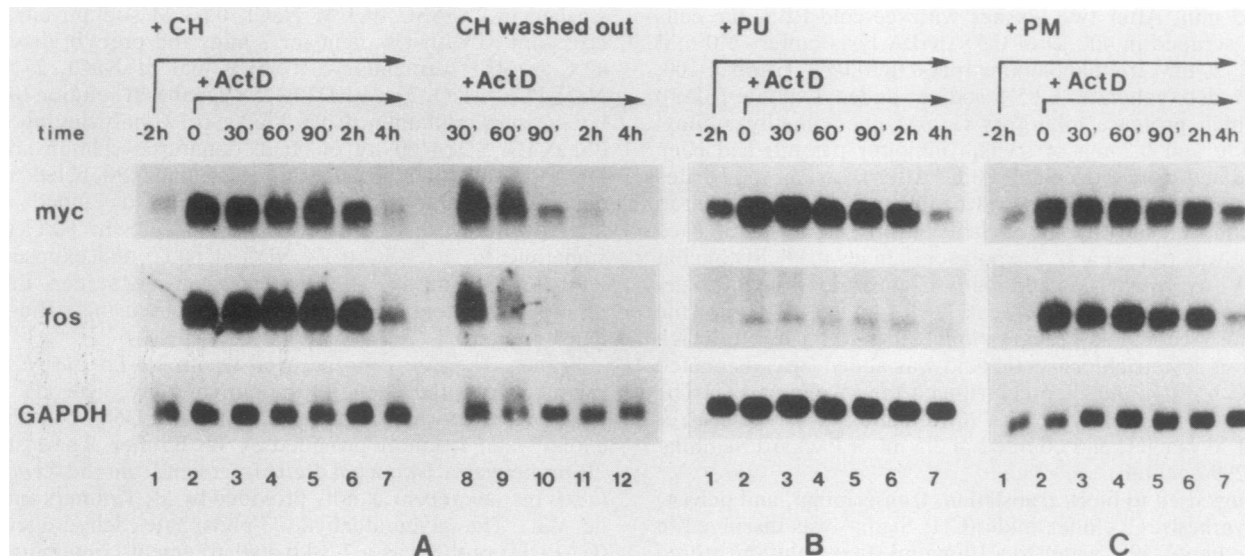 + CH
CH washed out
+ PU
+ PM
+ ActD
+ ActD
+ ActD
+ ActD
time -2h 0 30' 60' 90' 2h 4h 30' 60' 90' 2h 4h -2h 0 30' 60' 90' 2h 4h -2h 0 30' 60' 90' 2h 4h
myc
fos
GAPDH
1 2 3 4 5 6 7 8 9 10 11 12 1 2 3 4 5 6 7 1 2 3 4 5 6 7
A B C